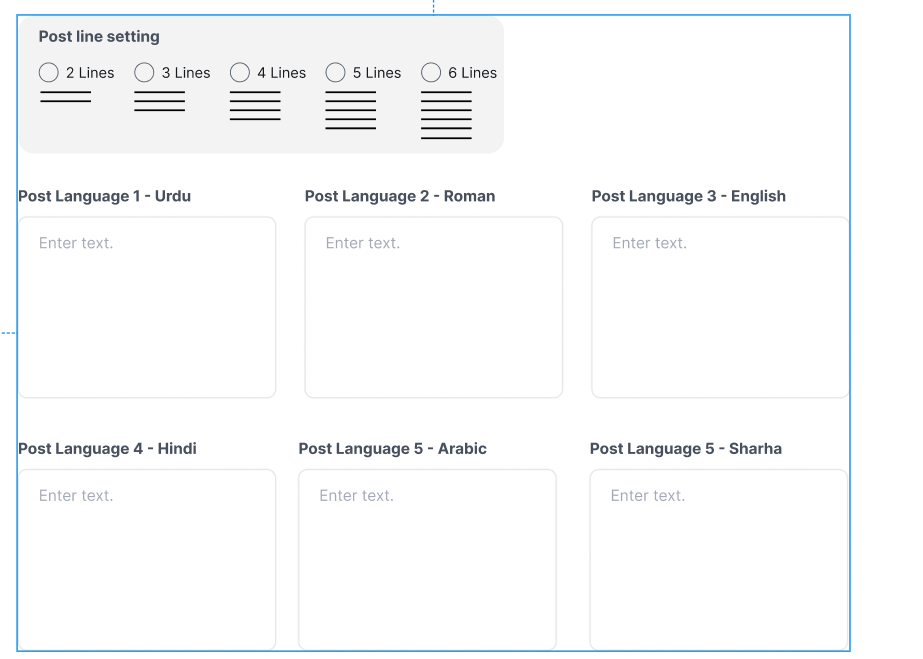 Post line setting
2 Lines 3 Lines 4 Lines 5 Lines 6 Lines
Post Language 1 - Urdu Post Language 2 - Roman Post Language 3 - English
Enter text. Enter text. Enter text.
Post Language 4 - Hindi Post Language 5 - Arabic Post Language 5 - Sharha
Enter text. Enter text. Enter text.